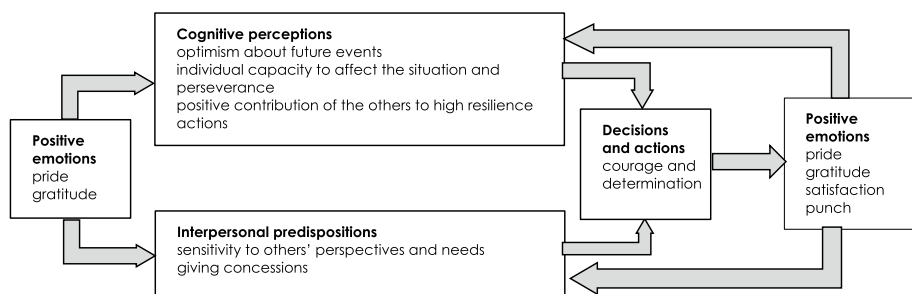 Cognitive perceptions
optimism about future events
individual capacity to affect the situation and
perseverance
positive contribution of the others to high resilience
actions
Positive
emotions
pride
gratitude
Decisions
and actions
courage and
determination
Positive
emotions
pride
gratitude
satisfaction
punch
Interpersonal predispositions
sensitivity to others’ perspectives and needs
giving concessions